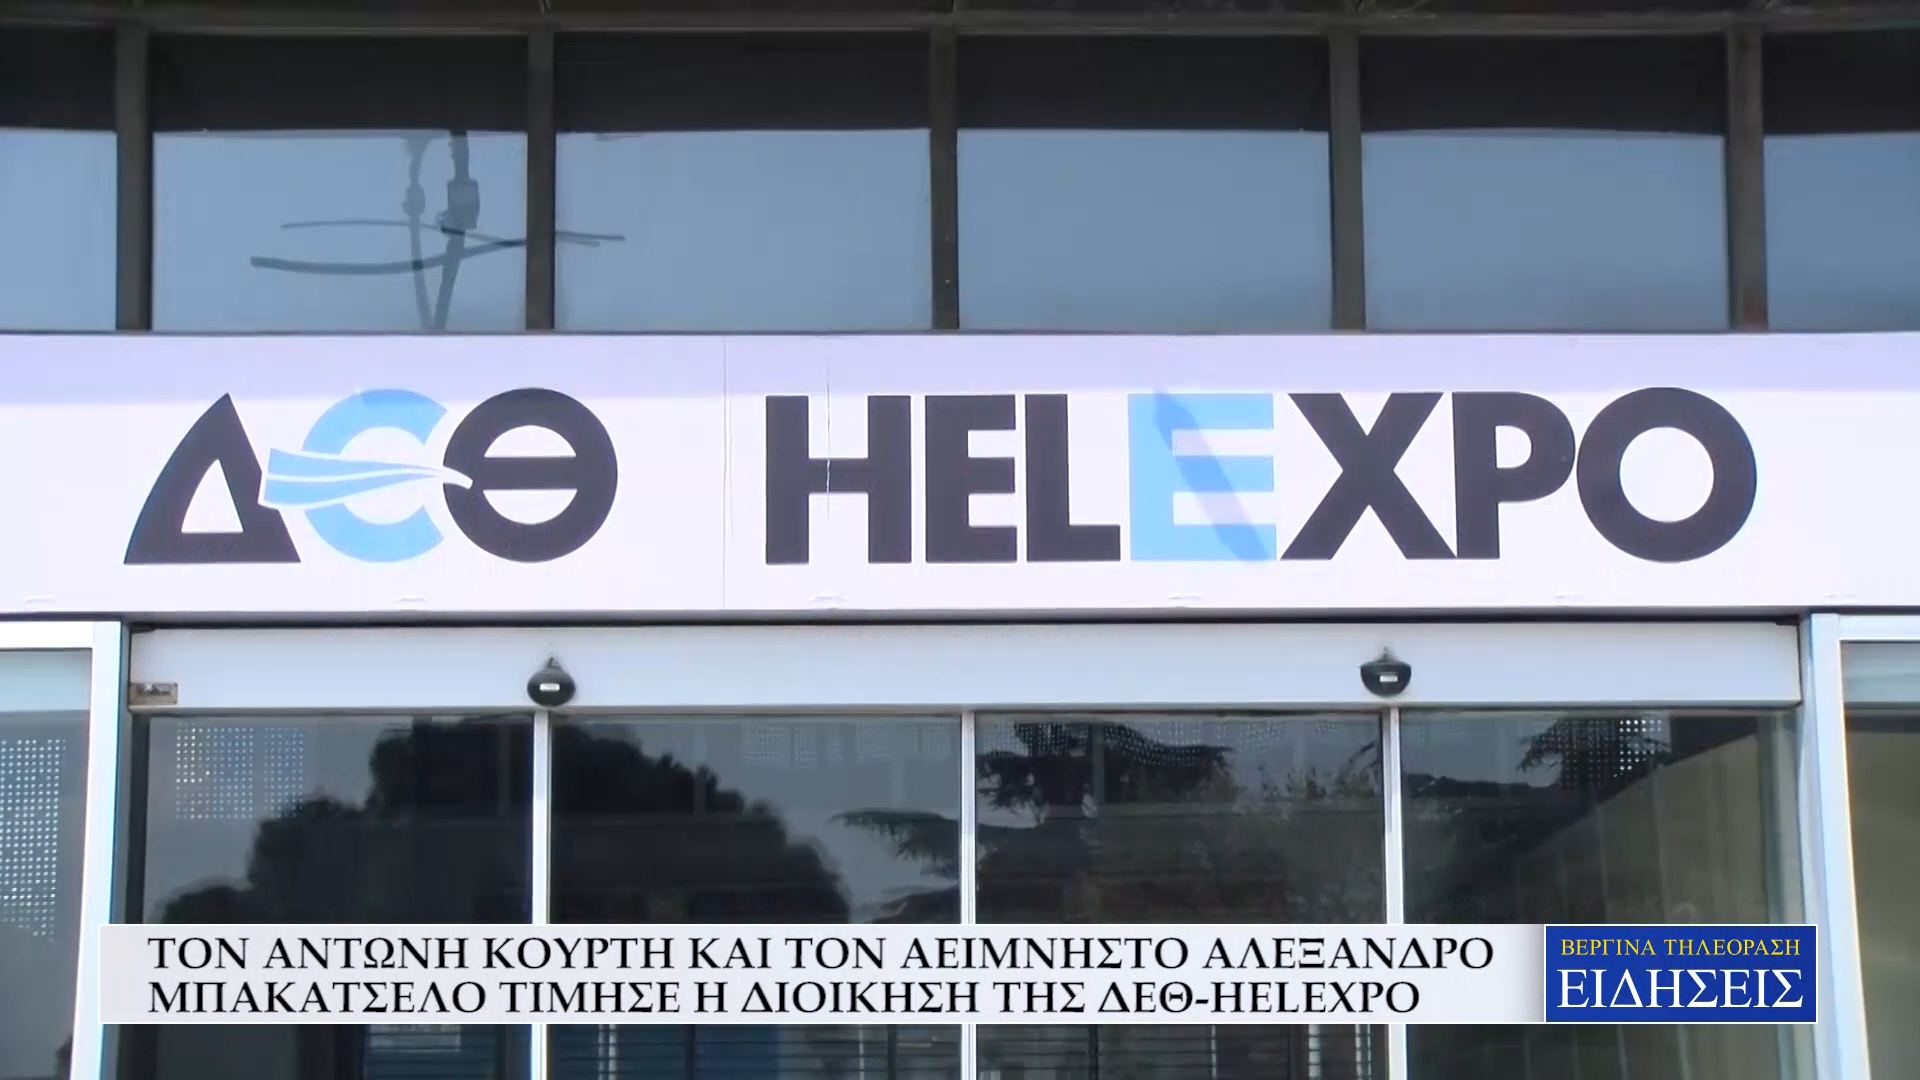 ΔΕΘ HELEXPO
ΤΟΝ ΑΝΤΩΝΗ ΚΟΥΡΤΗ ΚΑΙ ΤΟΝ ΑΕΙΜΝΗΣΤΟ ΑΛΕΞΑΝΔΡΟ
ΜΠΑΚΑΤΣΕΛΟ ΤΙΜΗΣΕ Η ΔΙΟΙΚΗΣΗ ΤΗΣ ΔΕΘ-HELEXPO
ΒΕΡΓΙΝΑ ΤΗΛΕΟΡΑΣΗ
ΕΙΔΗΣΕΙΣ